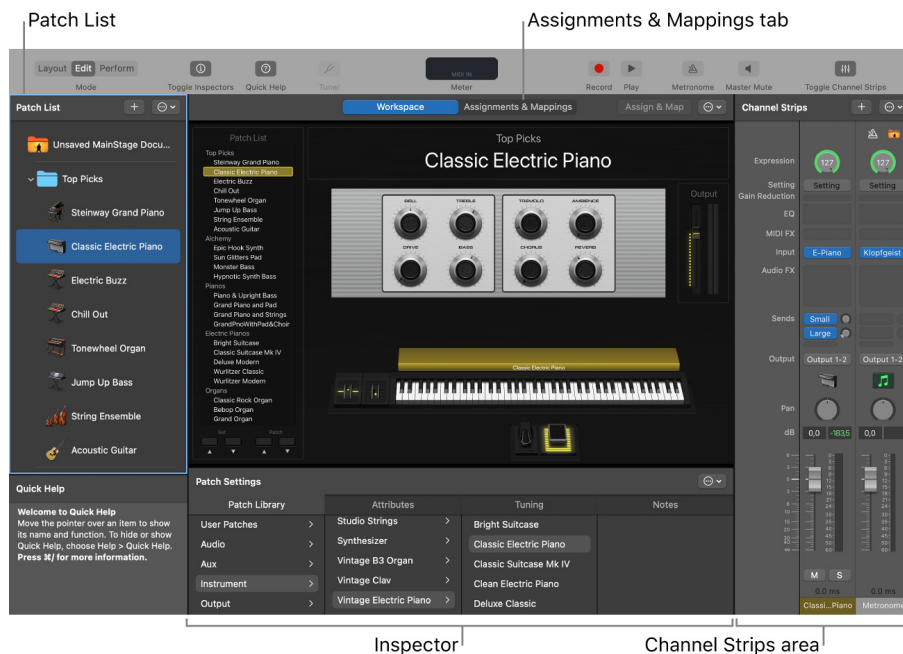 Patch List
Assignments & Mappings tab
Layout Edit Perform
Mode
Toggle Inspectors
Quick Help
Tuner
MIDI IN
Meter
Record
Play
Metronome
Master Mute
Toggle Channel Strips
Patch List
Unsaved MainStage Docu...
Top Picks
Steinway Grand Piano
Classic Electric Piano
Electric Buzz
Chill Out
Tonewheel Organ
Jump Up Bass
String Ensemble
Acoustic Guitar
Quick Help
Welcome to Quick Help
Move the pointer over an item to show
its name and function. To hide or show
Quick Help, choose Help > Quick Help.
Press ⌘/ for more information.
Workspace
Assignments & Mappings
Assign & Map
Patch List
Top Picks
Steinway Grand Piano
Classic Electric Piano
Electric Buzz
Chill Out
Tonewheel Organ
Jump Up Bass
String Ensemble
Acoustic Guitar
Alchemy
Epic Hook Synth
Sun Glitters Pad
Monster Bass
Hypnotic Synth Bass
Pianos
Piano & Upright Bass
Grand Piano and Pad
Grand Piano and Strings
GrandPnoWithPad&Choir
Electric Pianos
Bright Suitcase
Classic Suitcase Mk IV
Deluxe Modern
Wurlitzer Classic
Wurlitzer Modern
Organs
Classic Rock Organ
Bebop Organ
Grand Organ
Set
Patch
Top Picks
Classic Electric Piano
BELL
TREBLE
TREMOLO
AMBIENCE
DRIVE
BASS
CHORUS
REVERB
Output
Classic Electric Piano
Patch Settings
Patch Library
Attributes
Tuning
Notes
User Patches
Audio
Aux
Instrument
Output
Studio Strings
Synthesizer
Vintage B3 Organ
Vintage Clav
Vintage Electric Piano
Bright Suitcase
Classic Electric Piano
Classic Suitcase Mk IV
Clean Electric Piano
Deluxe Classic
Channel Strips
Expression
127
127
Setting
Setting
Setting
Gain Reduction
EQ
MIDI FX
Input
E-Piano
Klopfgeist
Audio FX
Sends
Small
Large
Output
Output 1-2
Output 1-2
Pan
dB
0,0
-183,5
0,0
M
S
0.0 ms
0.0 ms
Classi...Piano
Metronome
Inspector
Channel Strips area